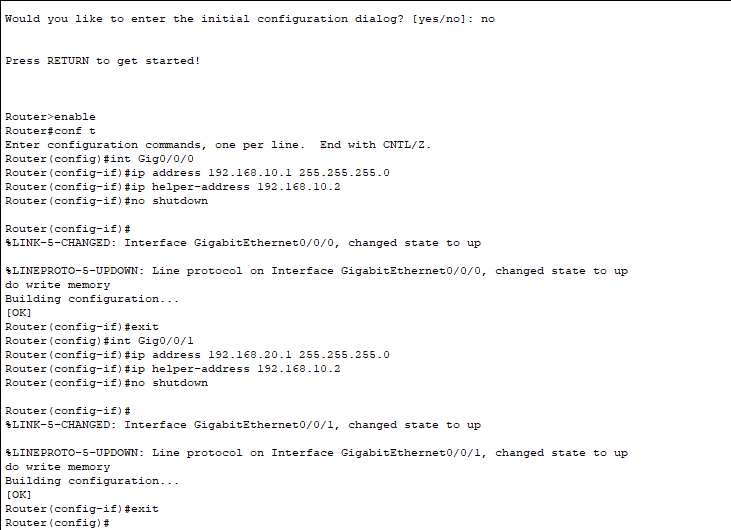 Would you like to enter the initial configuration dialog? [yes/no]: no
Press RETURN to get started!
Router>enable
Router#conf t
Enter configuration commands, one per line.  End with CNTL/Z.
Router(config)#int Gig0/0/0
Router(config-if)#ip address 192.168.10.1 255.255.255.0
Router(config-if)#ip helper-address 192.168.10.2
Router(config-if)#no shutdown
Router(config-if)#
%LINK-5-CHANGED: Interface GigabitEthernet0/0/0, changed state to up
%LINEPROTO-5-UPDOWN: Line protocol on Interface GigabitEthernet0/0/0, changed state to up
do write memory
Building configuration...
[OK]
Router(config-if)#exit
Router(config)#int Gig0/0/1
Router(config-if)#ip address 192.168.20.1 255.255.255.0
Router(config-if)#ip helper-address 192.168.10.2
Router(config-if)#no shutdown
Router(config-if)#
%LINK-5-CHANGED: Interface GigabitEthernet0/0/1, changed state to up
%LINEPROTO-5-UPDOWN: Line protocol on Interface GigabitEthernet0/0/1, changed state to up
do write memory
Building configuration...
[OK]
Router(config-if)#exit
Router(config)#